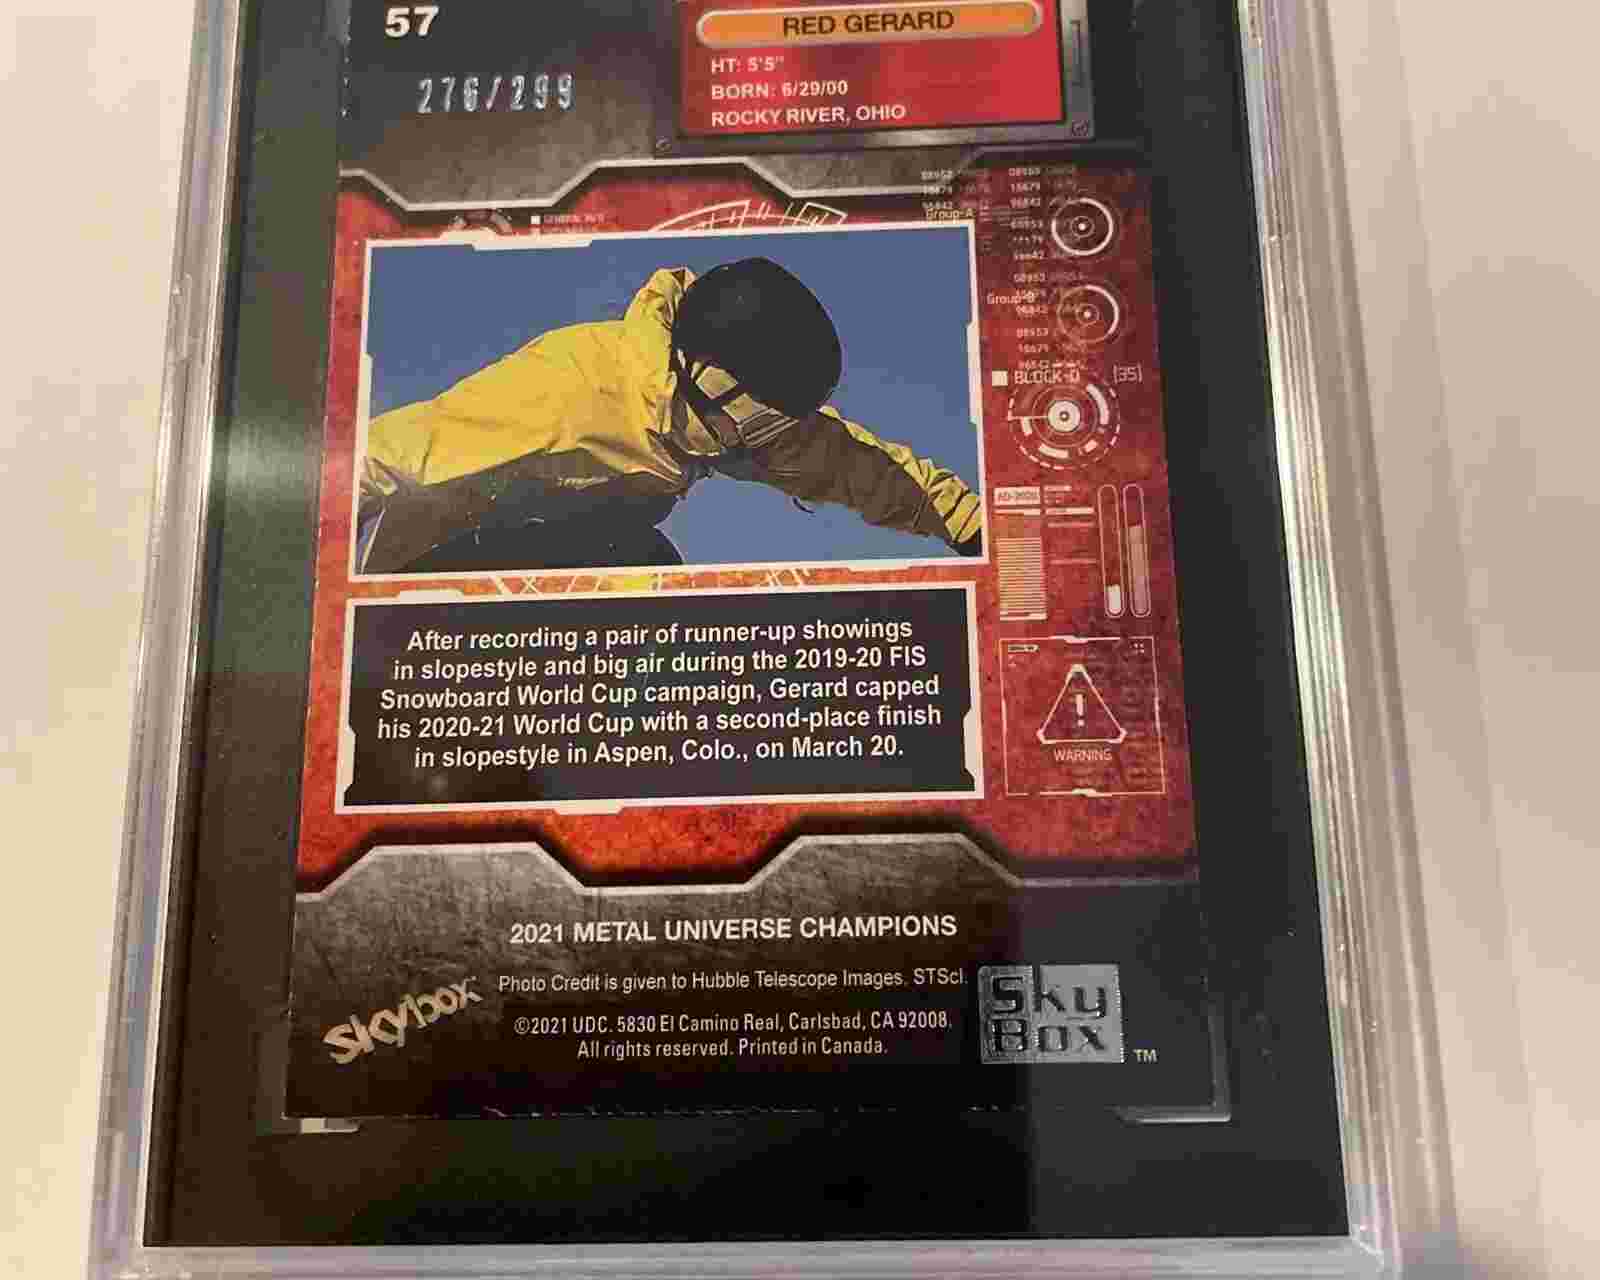 57
276/299
RED GERARD
HT: 5'5"
BORN: 6/29/00
ROCKY RIVER, OHIO
Group-A
Group-B
BLOCK-D (35)
WARNING
After recording a pair of runner-up showings
in slopestyle and big air during the 2019-20 FIS
Snowboard World Cup campaign, Gerard capped
his 2020-21 World Cup with a second-place finish
in slopestyle in Aspen, Colo., on March 20.
2021 METAL UNIVERSE CHAMPIONS
Photo Credit is given to Hubble Telescope Images. STScI.
©2021 UDC. 5830 El Camino Real, Carlsbad, CA 92008.
All rights reserved. Printed in Canada.
skybox
Sky
Box
TM